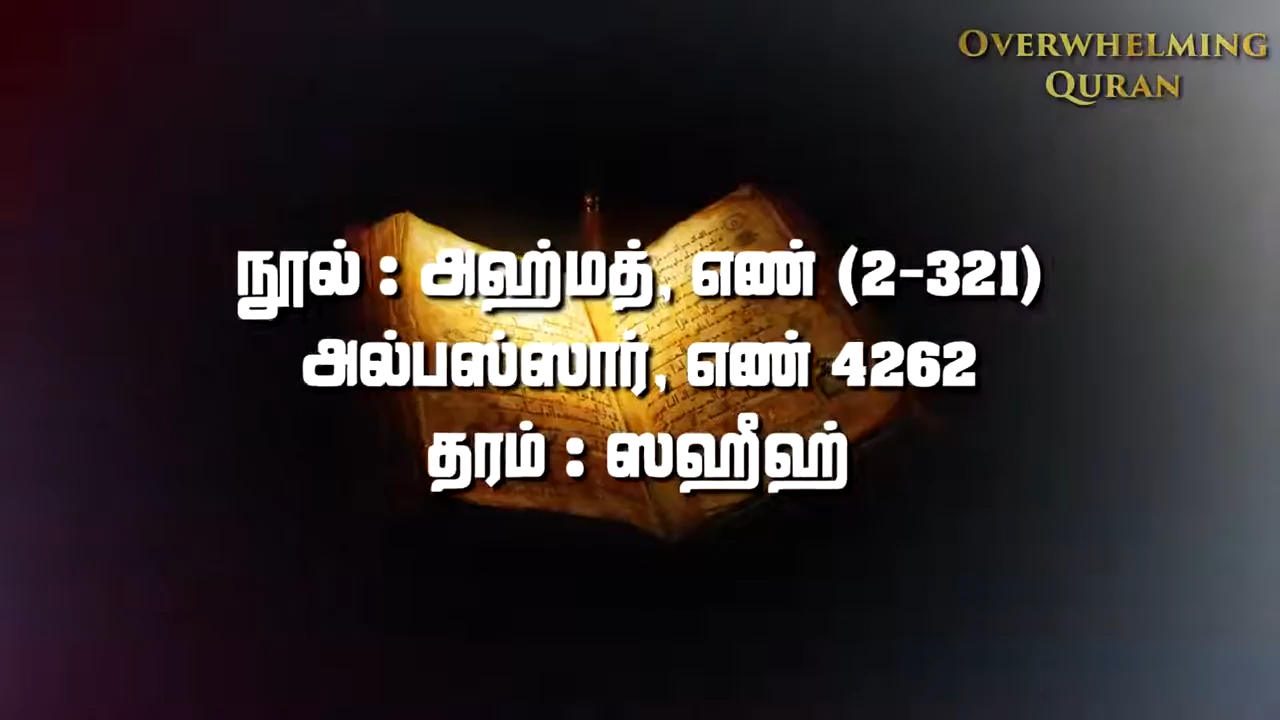 OVERWHELMING
QURAN
நூல் : அஹ்மத், எண் (2-321)
அல்பஸ்ஸார், எண் 4262
தரம் : ஸஹீஹ்